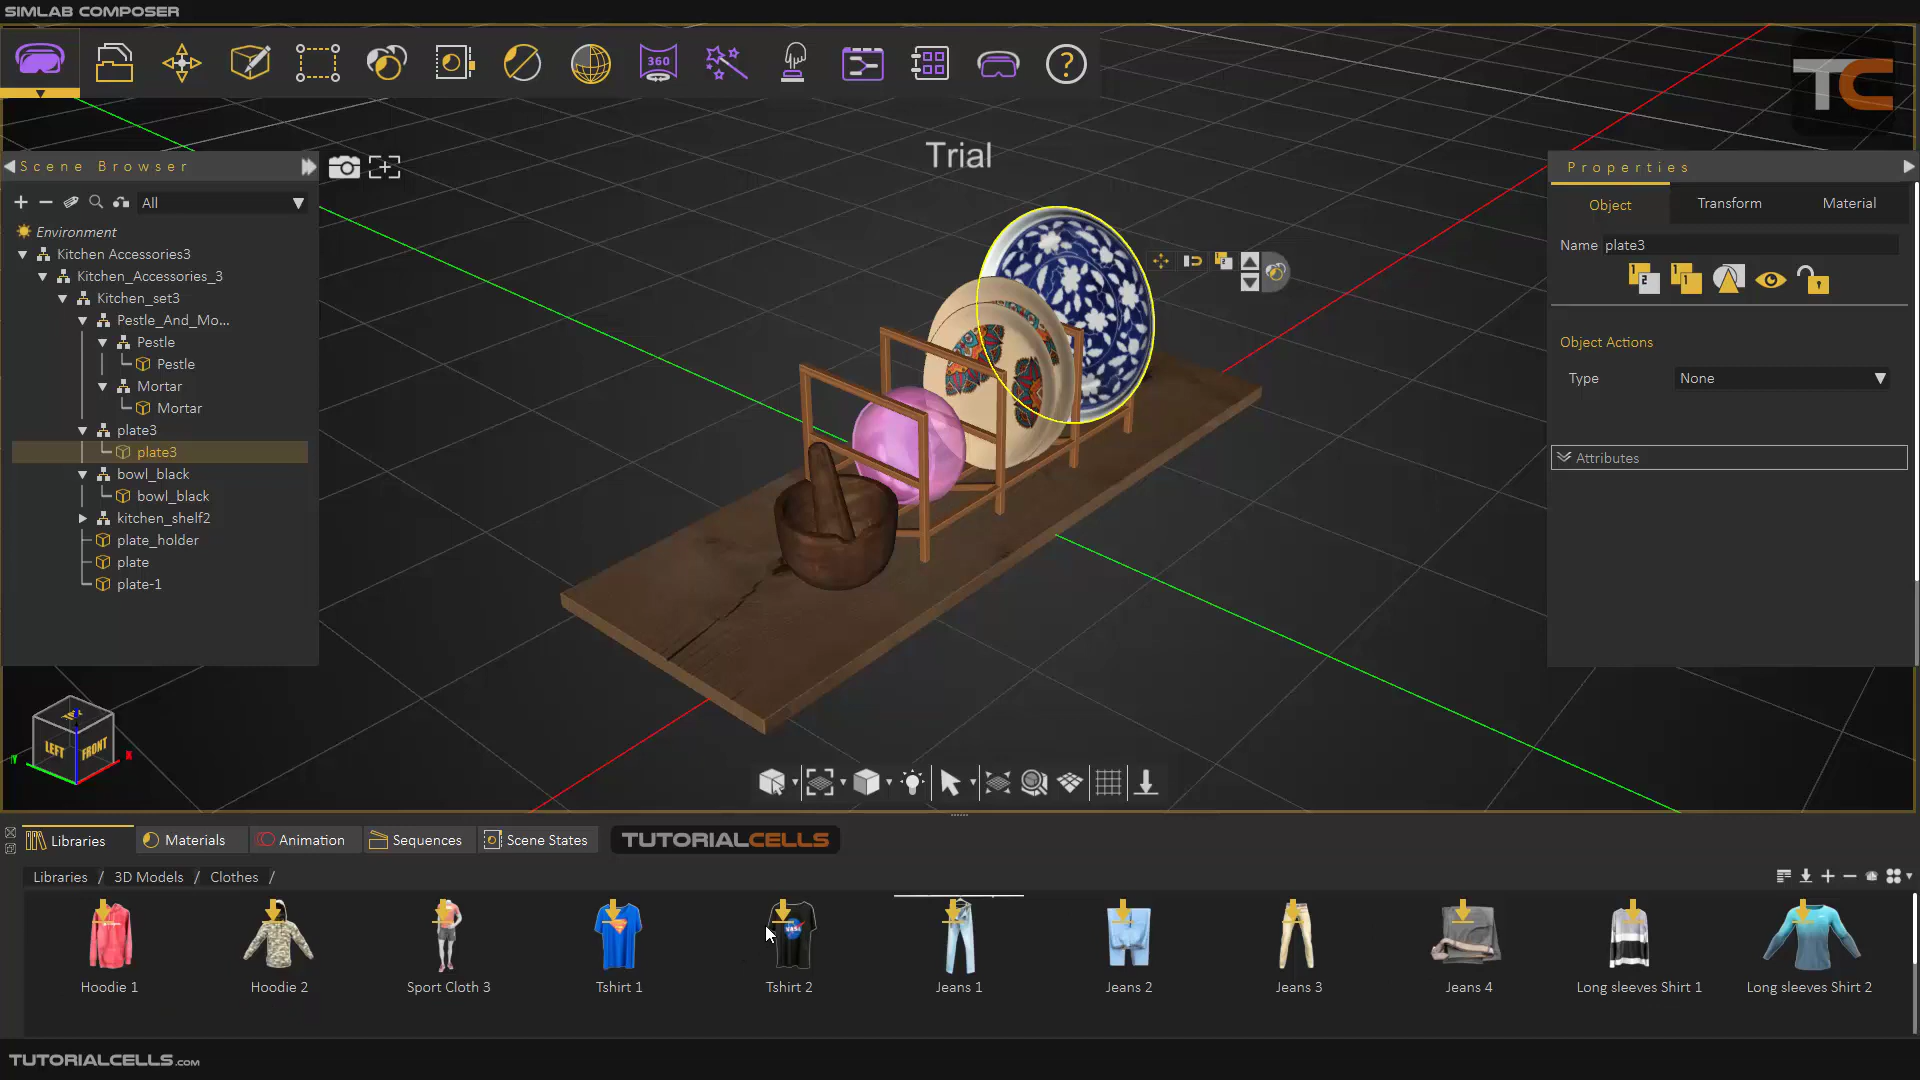 SIMLAB COMPOSER
360
TC
Trial
Scene Browser
All
Environment
Kitchen Accessories3
Kitchen_Accessories_3
Kitchen_set3
Pestle_And_Mo...
Pestle
Pestle
Mortar
Mortar
plate3
plate3
bowl_black
bowl_black
kitchen_shelf2
plate_holder
plate
plate-1
Properties
Object Transform Material
Name plate3
Object Actions
Type None
Attributes
LEFT FRONT
Y X
Libraries Materials Animation Sequences Scene States TUTORIALCELLS
Libraries / 3D Models / Clothes /
NASA
Hoodie 1 Hoodie 2 Sport Cloth 3 Tshirt 1 Tshirt 2 Jeans 1 Jeans 2 Jeans 3 Jeans 4 Long sleeves Shirt 1 Long sleeves Shirt 2
TUTORIALCELLS.com